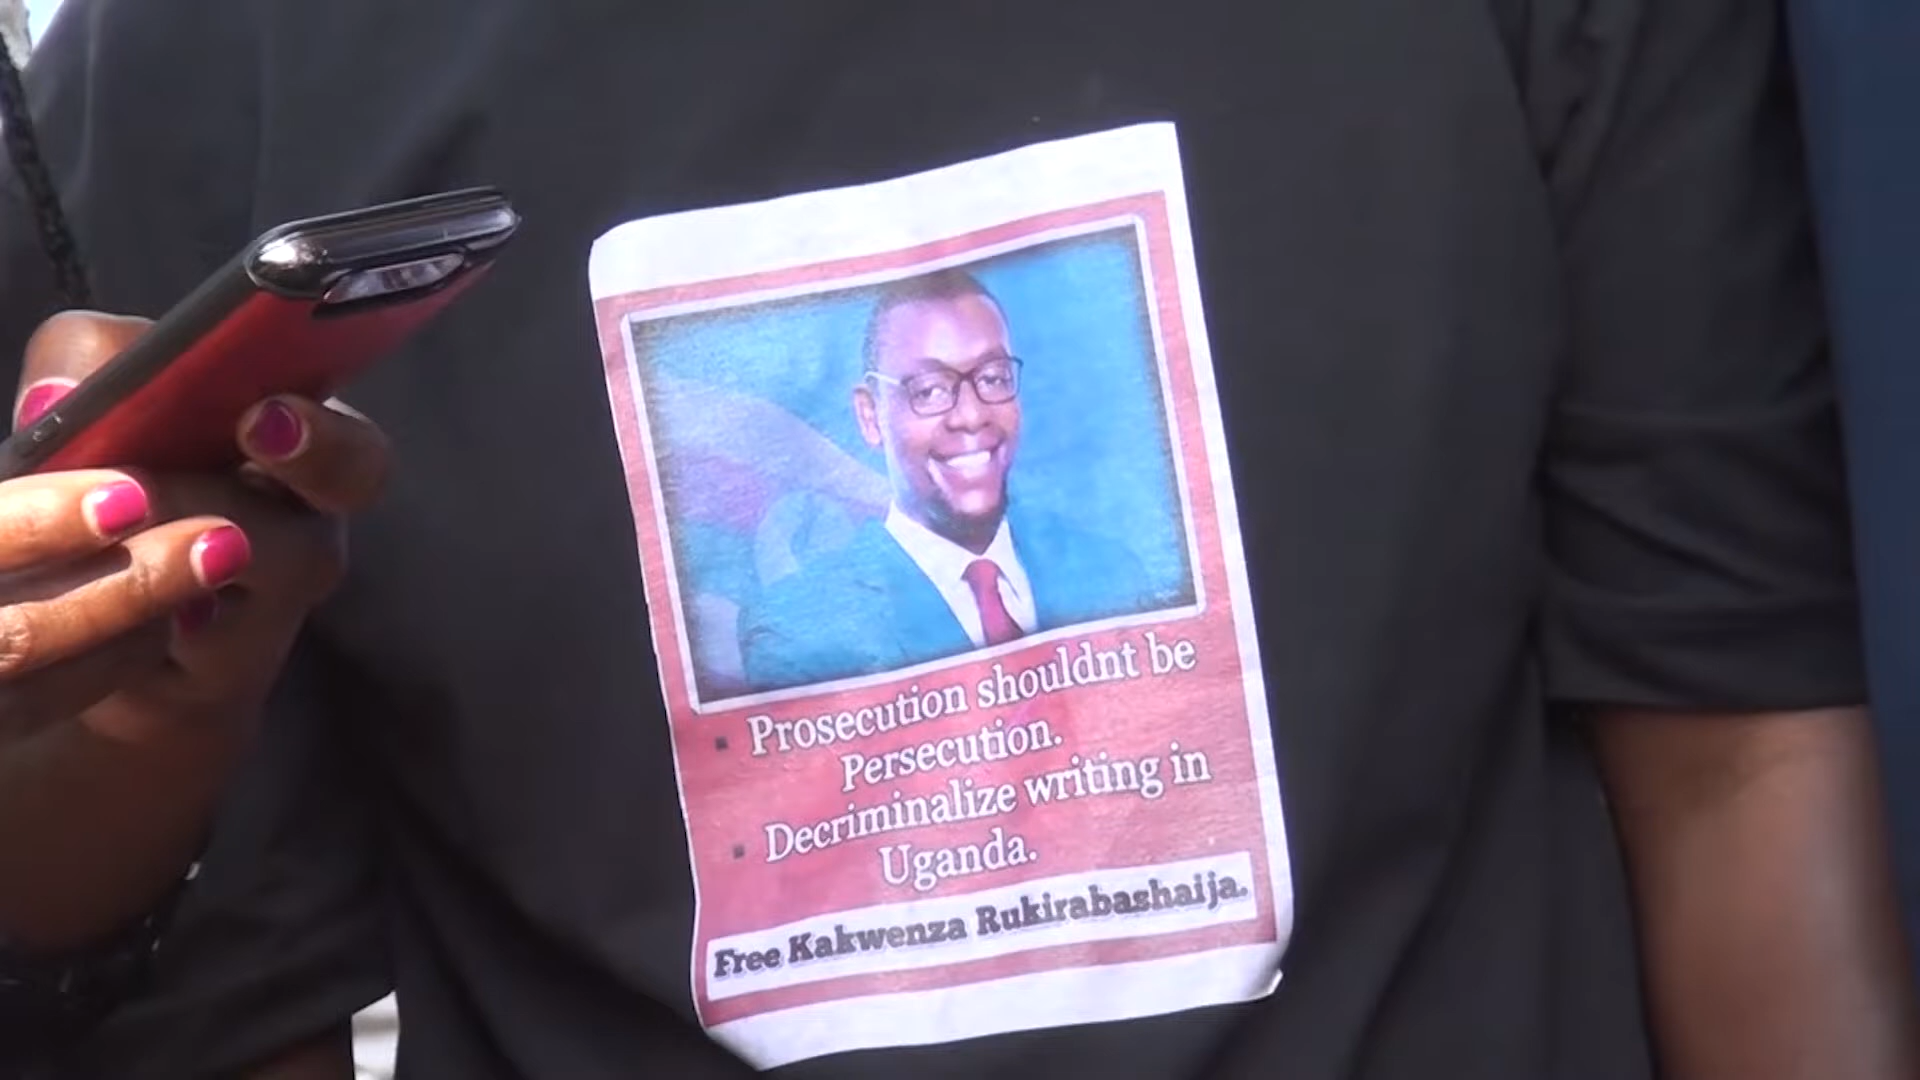 ▪ Prosecution shouldnt be
Persecution.
▪ Decriminalize writing in
Uganda.
Free Kakwenza Rukirabashaija.